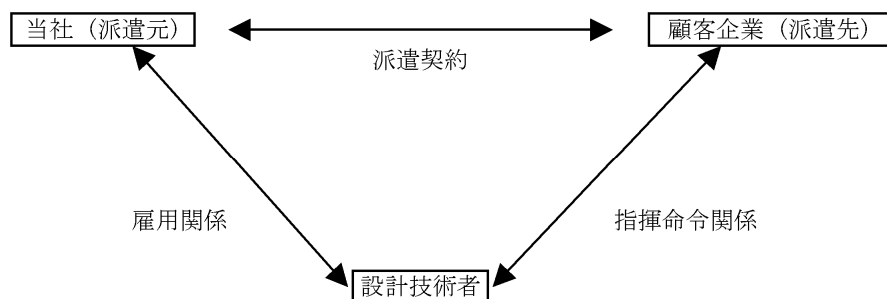 当社（派遣元）
顧客企業（派遣先）
派遣契約
雇用関係
指揮命令関係
設計技術者